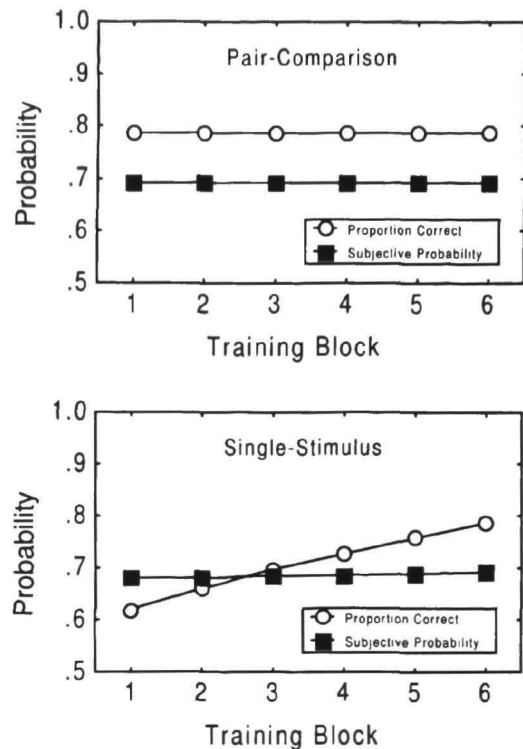 1.0
Pair-Comparison
.9
.8
.7
.6
.5
Probability
Proportion Correct
Subjective Probability
1 2 3 4 5 6
Training Block
1.0
Single-Stimulus
.9
.8
.7
.6
.5
Probability
Proportion Correct
Subjective Probability
1 2 3 4 5 6
Training Block